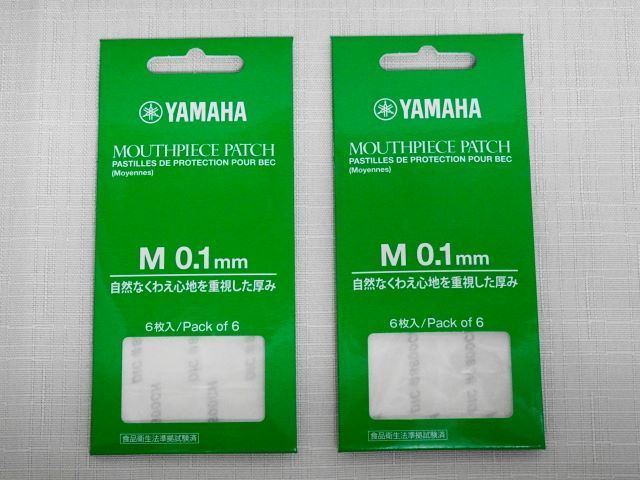 YAMAHA
MOUTHPIECE PATCH
PASTILLES DE PROTECTION POUR BEC
(Moyennes)
M 0.1mm
自然なくわえ心地を重視した厚み
6枚入/Pack of 6
食品衛生法準拠試験済
YAMAHA
MOUTHPIECE PATCH
PASTILLES DE PROTECTION POUR BEC
(Moyennes)
M 0.1mm
自然なくわえ心地を重視した厚み
6枚入/Pack of 6
食品衛生法準拠試験済